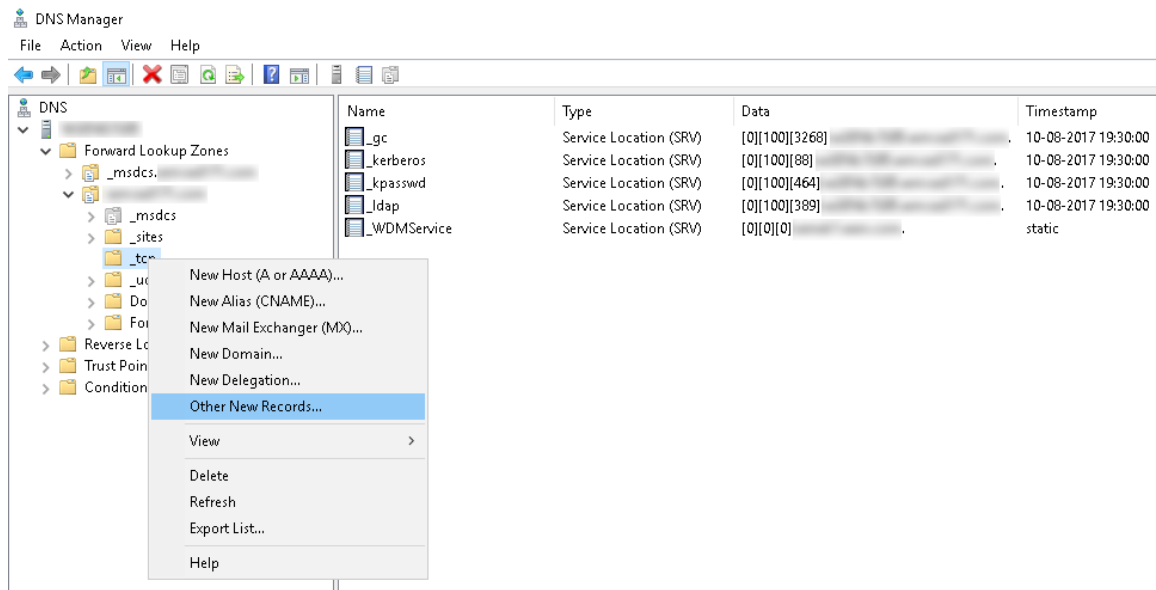 DNS Manager
File Action View Help
DNS
Forward Lookup Zones
_msdcs.
_msdcs
_sites
_tcp
Reverse Lo
Trust Poin
Condition
Do
For
Name Type Data Timestamp
_gc Service Location (SRV) [0][100][3268] . 10-08-2017 19:30:00
_kerberos Service Location (SRV) [0][100][88] . 10-08-2017 19:30:00
_kpasswd Service Location (SRV) [0][100][464] . 10-08-2017 19:30:00
_ldap Service Location (SRV) [0][100][389] . 10-08-2017 19:30:00
_WDMService Service Location (SRV) [0][0][0] . static
New Host (A or AAAA)...
New Alias (CNAME)...
New Mail Exchanger (MX)...
New Domain...
New Delegation...
Other New Records...
View
Delete
Refresh
Export List...
Help